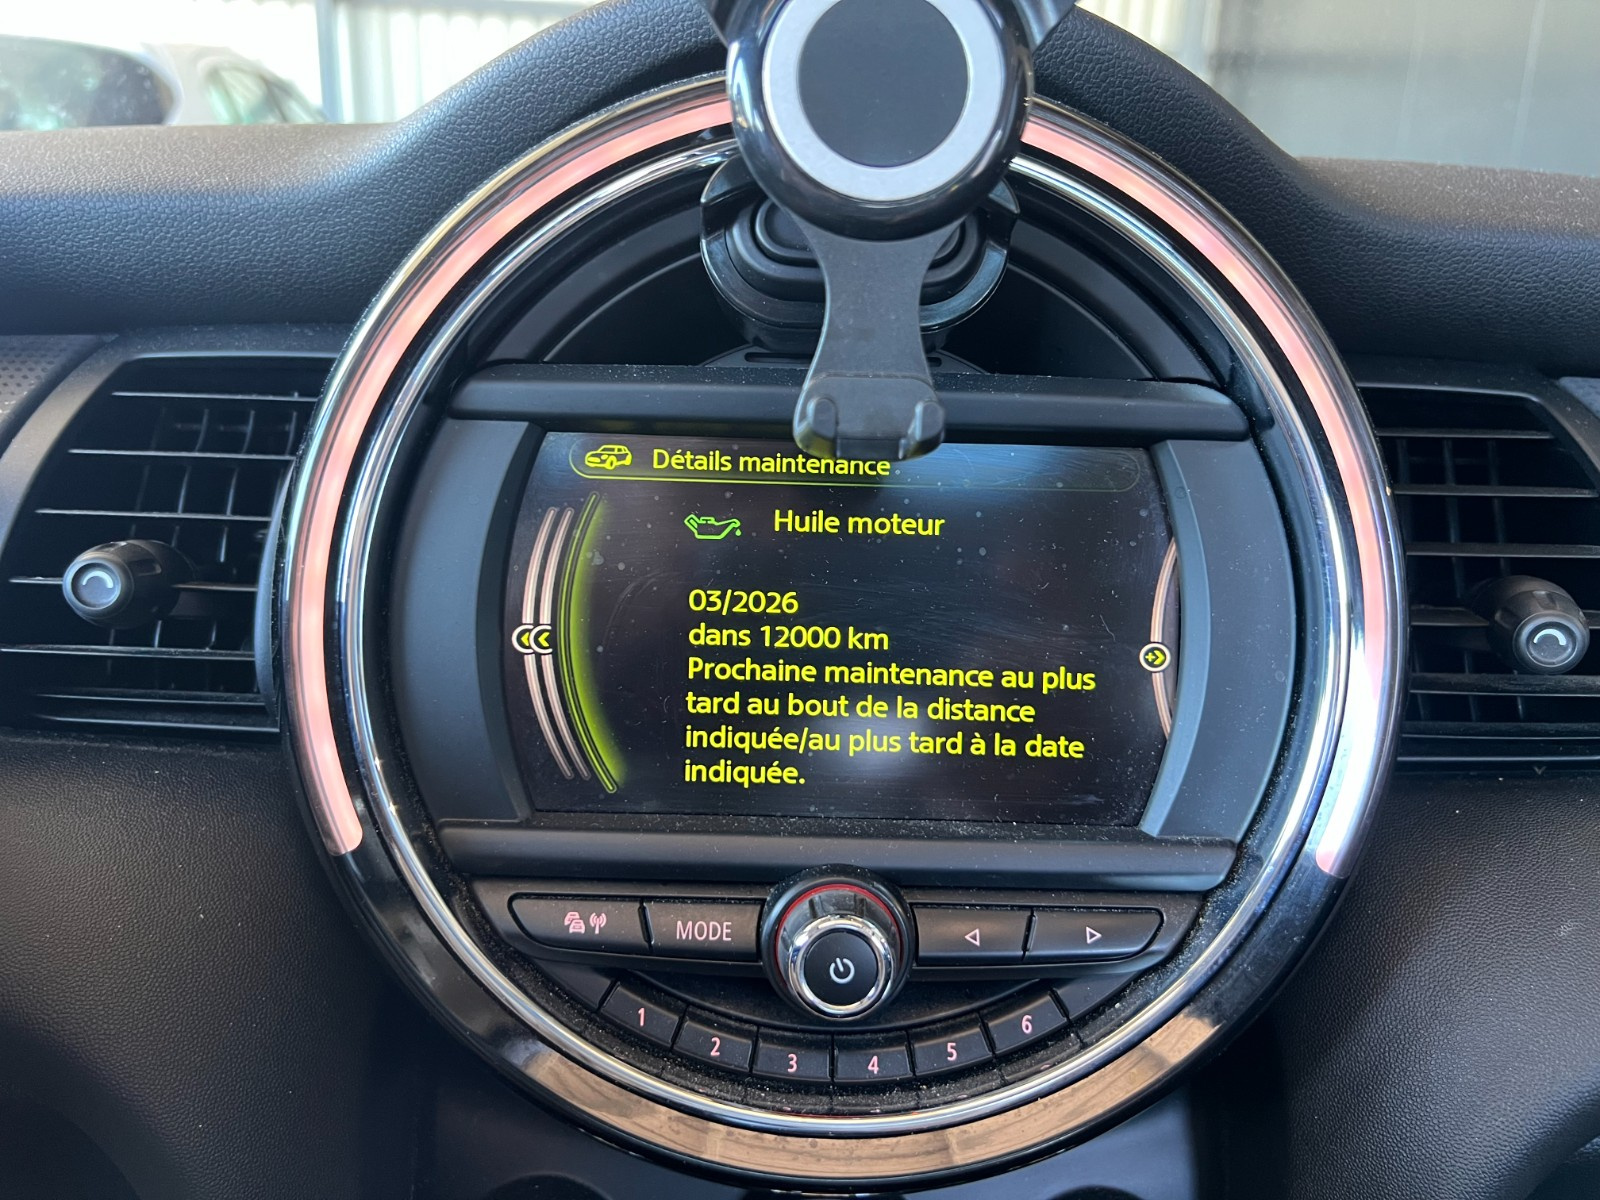 Détails maintenance
Huile moteur
03/2026
dans 12000 km
Prochaine maintenance au plus
tard au bout de la distance
indiquée/au plus tard à la date
indiquée.
MODE
1
2
3
4
5
6